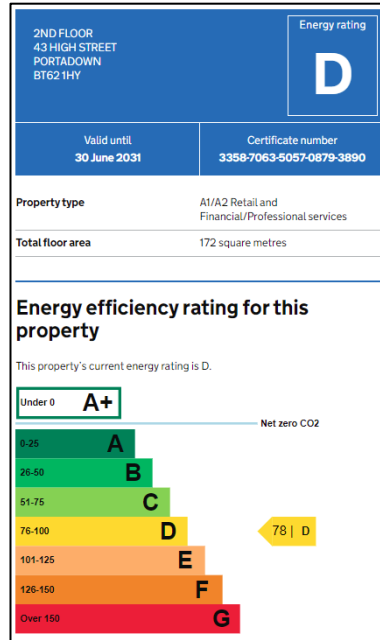 2ND FLOOR
43 HIGH STREET
PORTADOWN
BT62 1HY
Energy rating
D
Valid until
30 June 2031
Certificate number
3358-7063-5057-0879-3890
Property type
A1/A2 Retail and
Financial/Professional services
Total floor area
172 square metres
Energy efficiency rating for this
property
This property's current energy rating is D.
Under 0 A+
Net zero CO2
0-25 A
26-50 B
51-75 C
76-100 D 78 | D
101-125 E
126-150 F
Over 150 G